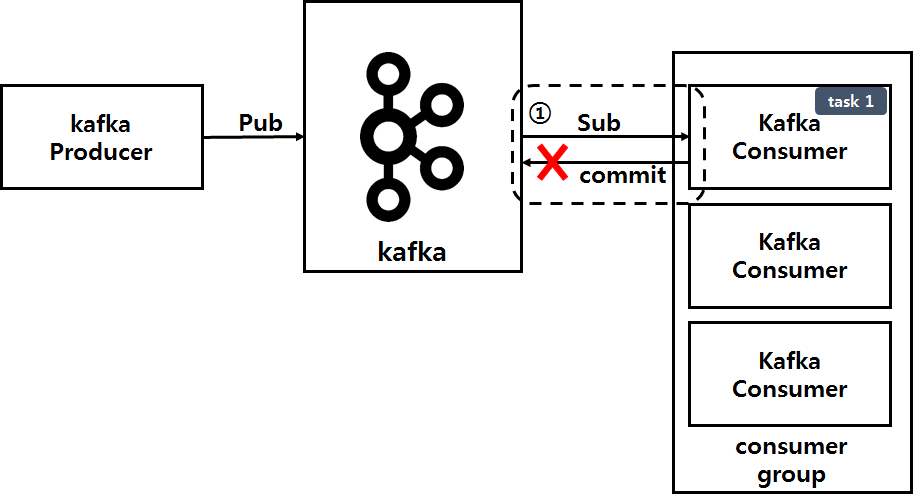 kafka
Producer
Pub
kafka
①
Sub
commit
task 1
Kafka
Consumer
Kafka
Consumer
Kafka
Consumer
consumer
group